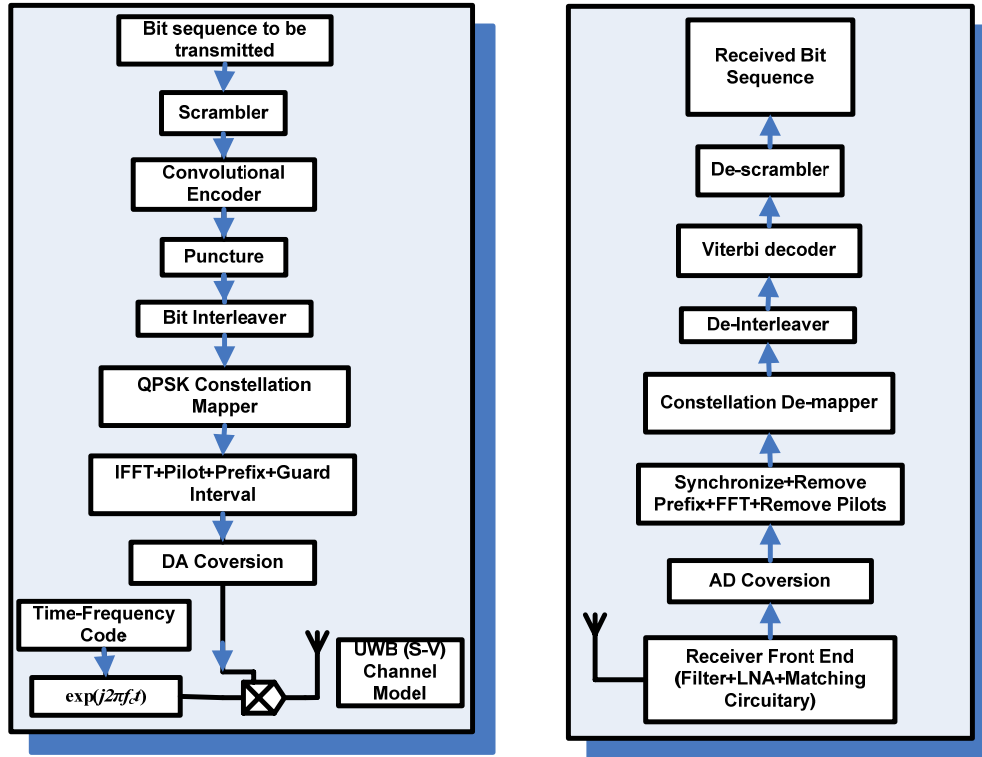 Bit sequence to be
transmitted
Scrambler
Convolutional
Encoder
Puncture
Bit Interleaver
QPSK Constellation
Mapper
IFFT+Pilot+Prefix+Guard
Interval
DA Coversion
Time-Frequency
Code
exp(j2πfct)
UWB (S-V)
Channel
Model
Received Bit
Sequence
De-scrambler
Viterbi decoder
De-Interleaver
Constellation De-mapper
Synchronize+Remove
Prefix+FFT+Remove Pilots
AD Coversion
Receiver Front End
(Filter+LNA+Matching
Circuitary)